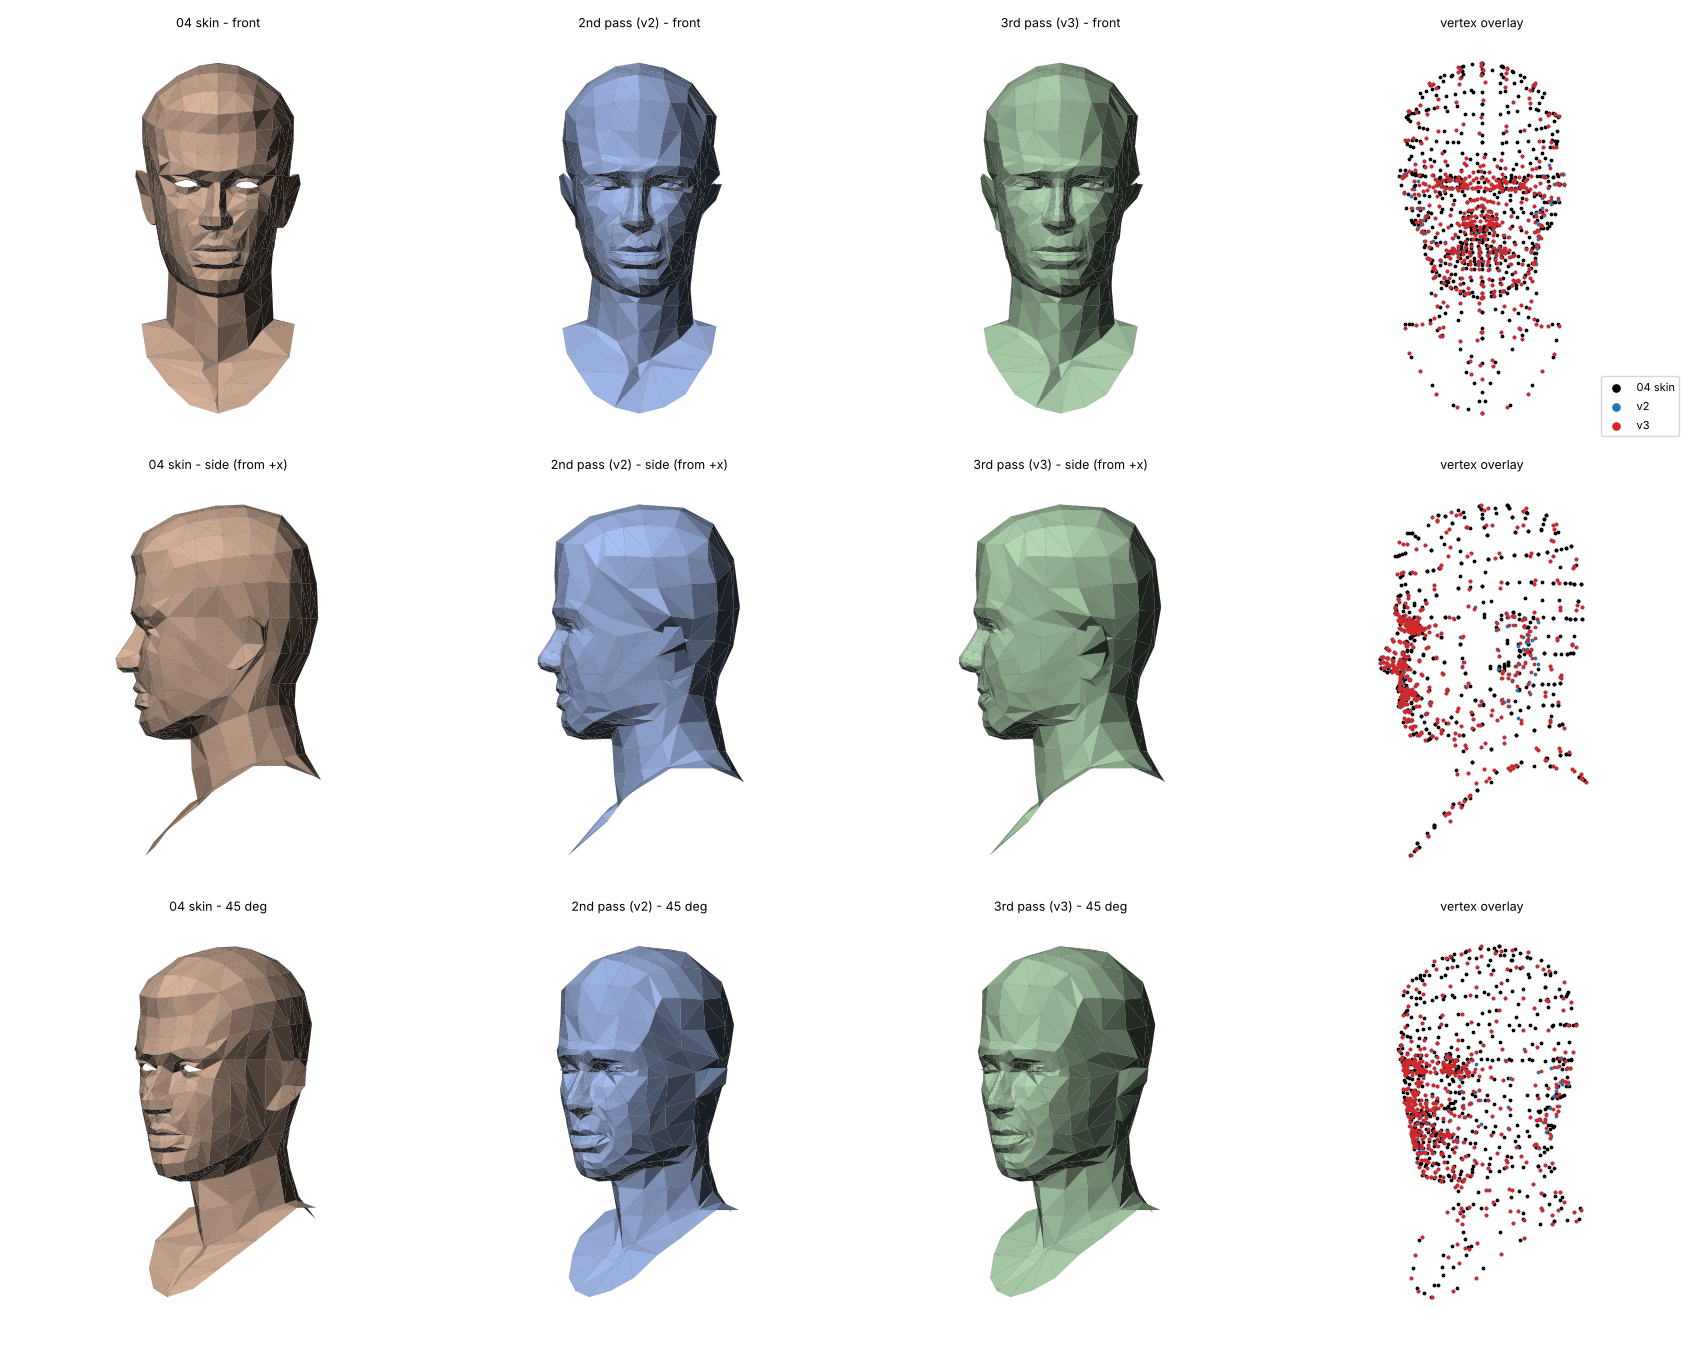 04 skin - front
2nd pass (v2) - front
3rd pass (v3) - front
vertex overlay
04 skin
v2
v3
04 skin - side (from +x)
2nd pass (v2) - side (from +x)
3rd pass (v3) - side (from +x)
vertex overlay
04 skin - 45 deg
2nd pass (v2) - 45 deg
3rd pass (v3) - 45 deg
vertex overlay